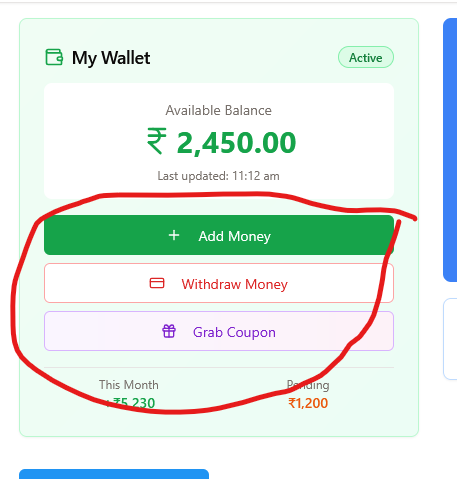 My Wallet
Active
Available Balance
₹ 2,450.00
Last updated: 11:12 am
+ Add Money
Withdraw Money
Grab Coupon
This Month
Pending
+₹5,230
₹1,200